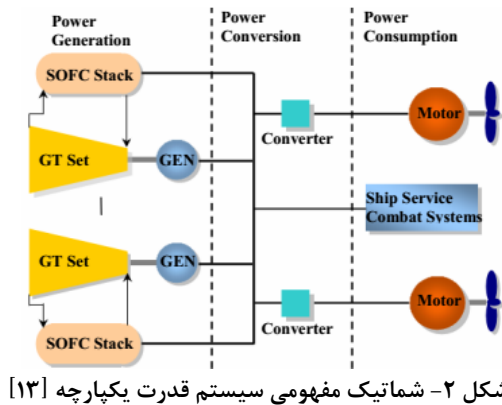 Power
Generation
Power
Conversion
Power
Consumption
SOFC Stack
GT Set
GEN
Converter
Motor
Ship Service
Combat Systems
GT Set
GEN
SOFC Stack
Converter
Motor
شکل ۲- شماتیک مفهومی سیستم قدرت یکپارچه [۱۳]